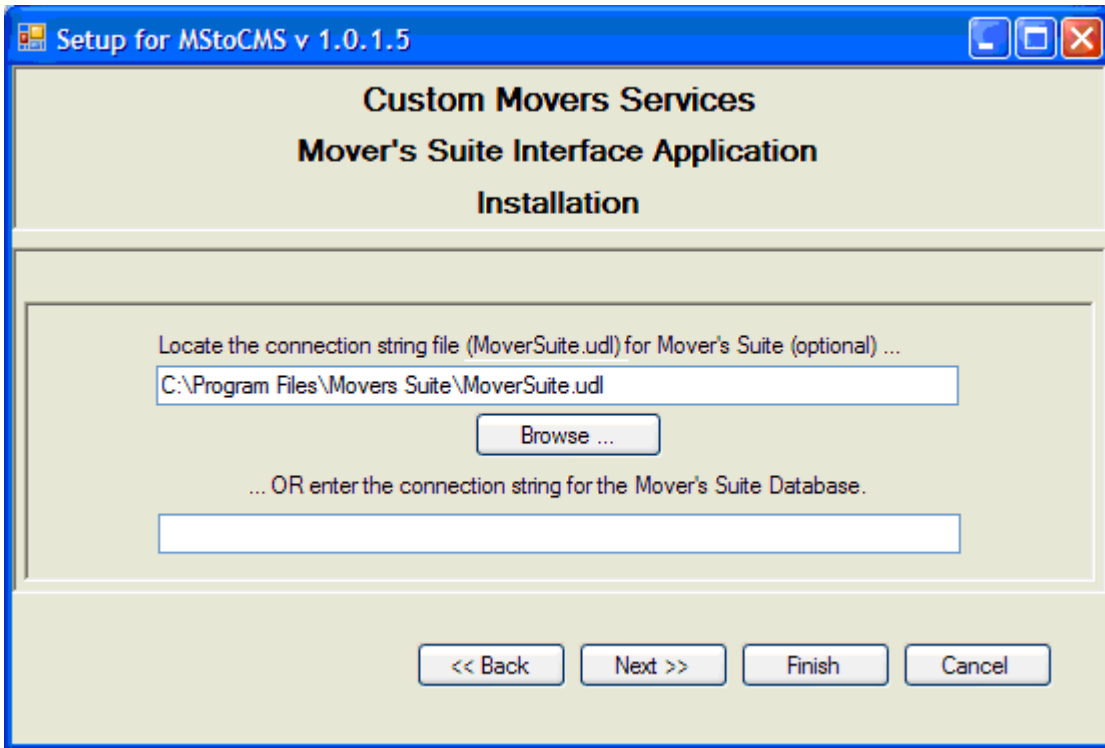 Setup for MStoCMS v 1.0.1.5
Custom Movers Services
Mover's Suite Interface Application
Installation
Locate the connection string file (MoverSuite.udl) for Mover's Suite (optional) ...
C:\Program Files\Movers Suite\MoverSuite.udl
Browse ...
... OR enter the connection string for the Mover's Suite Database.
<< Back Next >> Finish Cancel